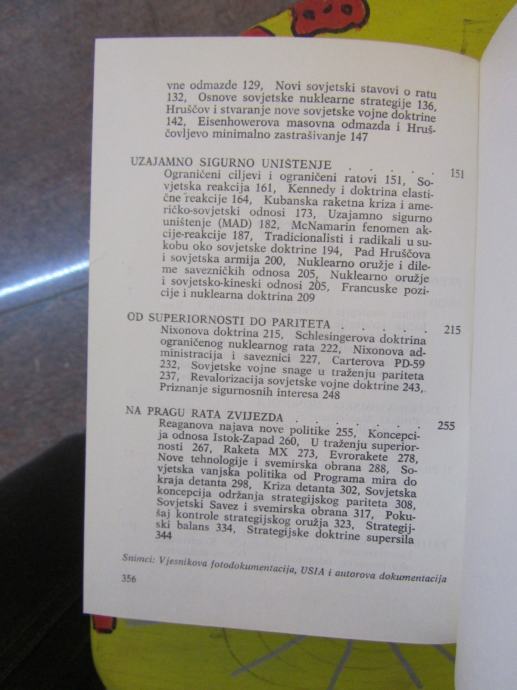 vne odmazde 129, Novi sovjetski stavovi o ratu
132, Osnove sovjetske nuklearne strategije 136,
Hruščov i stvaranje nove sovjetske vojne doktrine
142, Eisenhowerova masovna odmazda i Hruš-
čovljevo minimalno zastrašivanje 147
UZAJAMNO SIGURNO UNIŠTENJE . . . . . 151
Ograničeni ciljevi i ograničeni ratovi 151, So-
vjetska reakcija 161, Kennedy i doktrina elasti-
čne reakcije 164, Kubanska raketna kriza i ame-
ričko-sovjetski odnosi 173, Uzajamno sigurno
uništenje (MAD) 182, McNamarin fenomen ak-
cije-reakcije 187, Tradicionalisti i radikali u su-
kobu oko sovjetske doktrine 194, Pad Hruščova
i sovjetska armija 200, Nuklearno oružje i dile-
me savezničkih odnosa 205, Nuklearno oružje
i sovjetsko-kineski odnosi 205, Francuske pozi-
cije i nuklearna doktrina 209
OD SUPERIORNOSTI DO PARITETA . . . . . 215
Nixonova doktrina 215, Schlesingerova doktrina
ograničenog nuklearnog rata 222, Nixonova ad-
ministracija i saveznici 227, Carterova PD-59
232, Sovjetske vojne snage u traženju pariteta
237, Revalorizacija sovjetske vojne doktrine 243,
Priznanje sigurnosnih interesa 248
NA PRAGU RATA ZVIJEZDA . . . . . . . 255
Reaganova najava nove politike 255, Koncepci-
ja odnosa Istok-Zapad 260, U traženju superior-
nosti 267, Raketa MX 273, Evrorakete 278,
Nove tehnologije i svemirska obrana 288, So-
vjetska vanjska politika od Programa mira do
kraja detanta 298, Kriza detanta 302, Sovjetska
koncepcija održanja strategijskog pariteta 308,
Sovjetski Savez i svemirska obrana 317, Poku-
šaj kontrole strategijskog oružja 323, Strategij-
ski balans 334, Strategijske doktrine supersila
344
Snimci: Vjesnikova fotodokumentacija, USIA i autorova dokumentacija
356